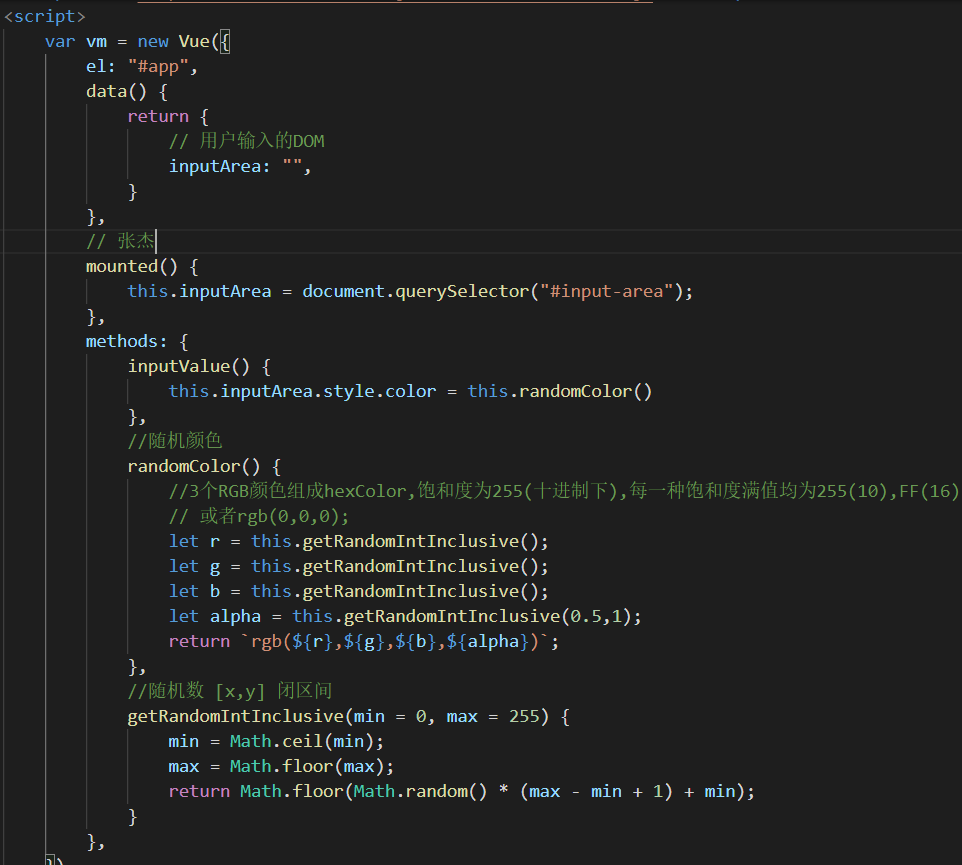 <script>
var vm = new Vue({
el: "#app",
data() {
return {
// 用户输入的DOM
inputArea: "",
}
},
// 张杰
mounted() {
this.inputArea = document.querySelector("#input-area");
},
methods: {
inputValue() {
this.inputArea.style.color = this.randomColor()
},
//随机颜色
randomColor() {
//3个RGB颜色组成hexColor,饱和度为255(十进制下),每一种饱和度满值均为255(10),FF(16)
// 或者rgb(0,0,0);
let r = this.getRandomIntInclusive();
let g = this.getRandomIntInclusive();
let b = this.getRandomIntInclusive();
let alpha = this.getRandomIntInclusive(0.5,1);
return `rgb(${r},${g},${b},${alpha})`;
},
//随机数 [x,y] 闭区间
getRandomIntInclusive(min = 0, max = 255) {
min = Math.ceil(min);
max = Math.floor(max);
return Math.floor(Math.random() * (max - min + 1) + min);
}
},
})